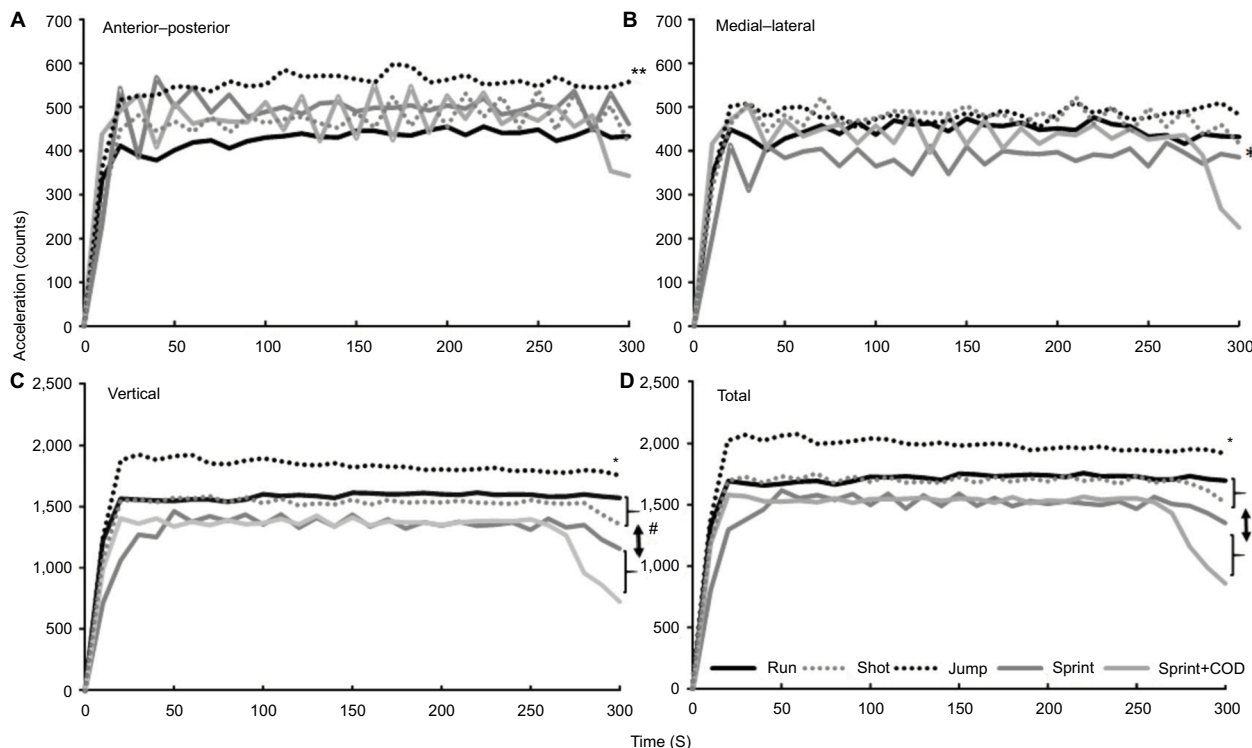 A
Anterior–posterior
700
600
500
400
300
200
100
0
0 50 100 150 200 250 300
**
B
Medial–lateral
700
600
500
400
300
200
100
0
0 50 100 150 200 250 300
*
Acceleration (counts)
C
Vertical
2,500
2,000
1,500
1,000
500
0
0 50 100 150 200 250 300
*
#
D
Total
2,500
2,000
1,500
1,000
500
0
0 50 100 150 200 250 300
*
Run Shot Jump Sprint Sprint+COD
Time (S)